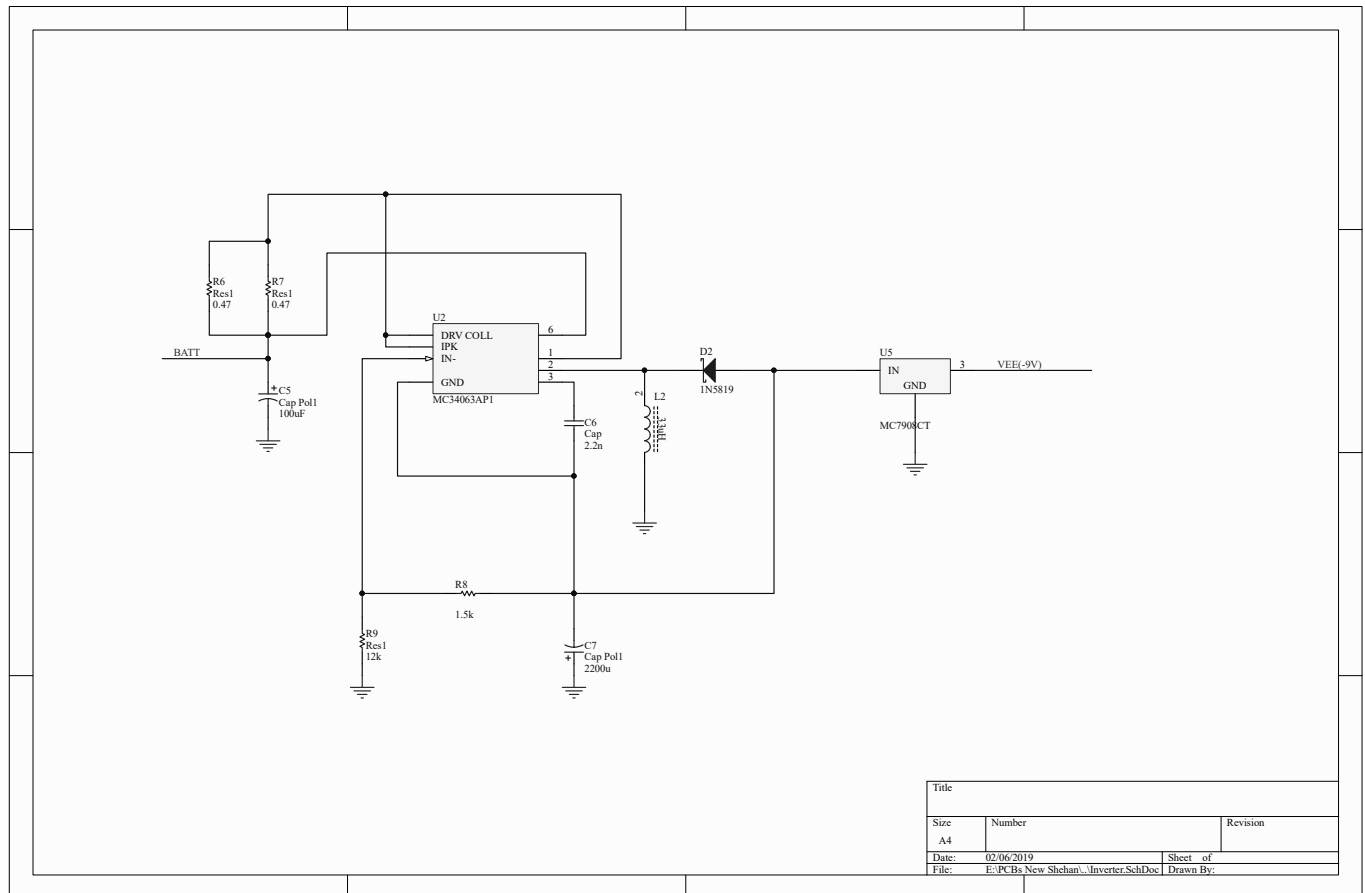 R6
Res1
0.47
R7
Res1
0.47
BATT
+
C5
Cap Pol1
100uF
U2
DRV COLL
IPK
IN-
GND
6
1
2
3
MC34063AP1
C6
Cap
2.2n
2
L2
33uH
D2
1N5819
U5
IN
GND
3
VEE(-9V)
MC7908CT
R8
1.5k
R9
Res1
12k
+
C7
Cap Pol1
2200u
Title
Size
Number
Revision
A4
Date:
02/06/2019
Sheet of
File:
E:\PCBs New Shehan\..\Inverter.SchDoc
Drawn By: